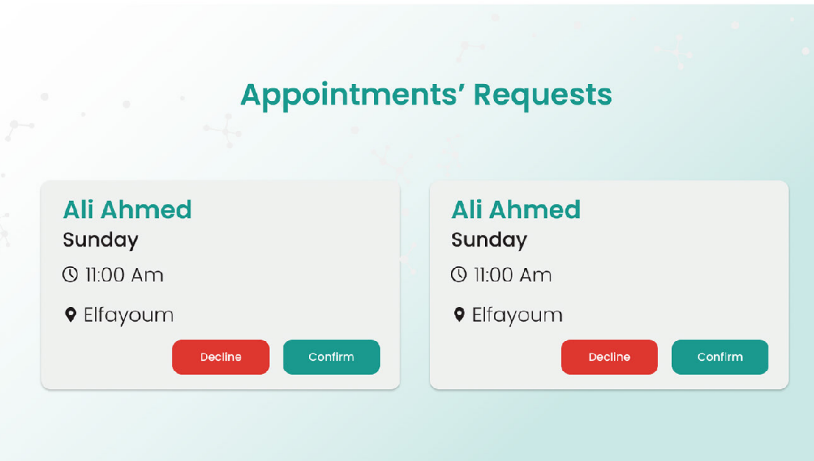 Appointments’ Requests
Ali Ahmed
Sunday
11:00 Am
Elfayoum
Decline Confirm
Ali Ahmed
Sunday
11:00 Am
Elfayoum
Decline Confirm